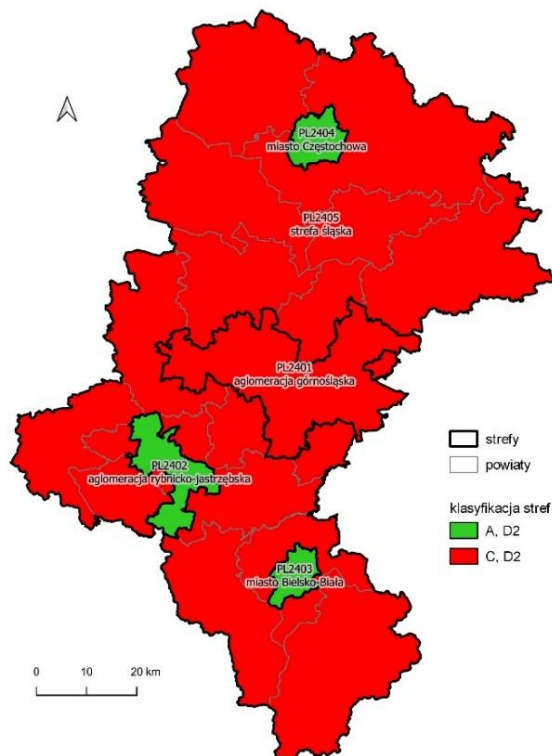 PL2404
miasto Częstochowa
PL2405
strefa śląska
PL2401
aglomeracja górnośląska
PL2402
aglomeracja rybnicko-jastrzębska
PL2403
miasto Bielsko-Biała
strefy
powiaty
klasyfikacja stref
A, D2
C, D2
0 10 20 km